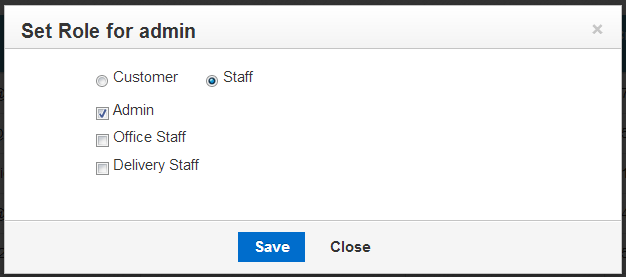 Set Role for admin ×
Customer Staff
Admin
Office Staff
Delivery Staff
Save Close